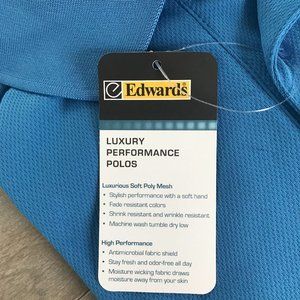 e Edwards
LUXURY
PERFORMANCE
POLOS
Luxurious Soft Poly Mesh
• Stylish performance with a soft hand
• Fade resistant colors
• Shrink resistant and wrinkle resistant
• Machine wash tumble dry low
High Performance
• Antimicrobial fabric shield
• Stay fresh and odor-free all day
• Moisture wicking fabric draws
moisture away from your skin